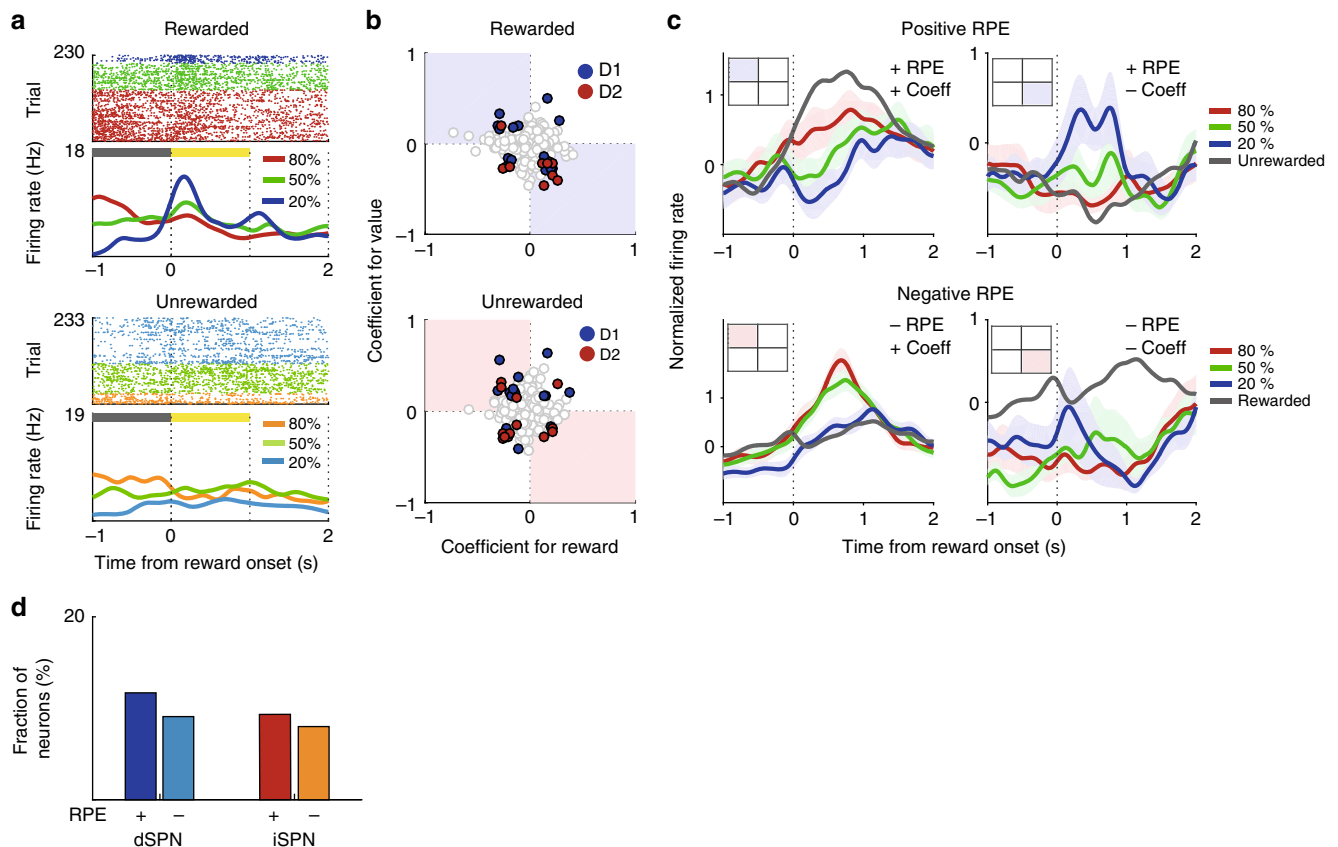 a
Rewarded
230
Trial
18
Firing rate (Hz)
80%
50%
20%
−1 0 2
Unrewarded
233
Trial
19
Firing rate (Hz)
80%
50%
20%
−1 0 1 2
Time from reward onset (s)
b
Rewarded
1
D1
D2
0
−1
−1 0 1
Coefficient for value
Unrewarded
1
D1
D2
0
−1
−1 0 1
Coefficient for reward
c
Positive RPE
Normalized firing rate
+ RPE
+ Coeff
1
0
−1 0 1 2
+ RPE
− Coeff
1
0
−1 0 1 2
80 %
50 %
20 %
Unrewarded
Negative RPE
− RPE
+ Coeff
1
0
−1 0 1 2
− RPE
− Coeff
1
0
−1 0 1 2
80 %
50 %
20 %
Rewarded
Time from reward onset (s)
d
20
Fraction of
neurons (%)
RPE + − + −
dSPN iSPN